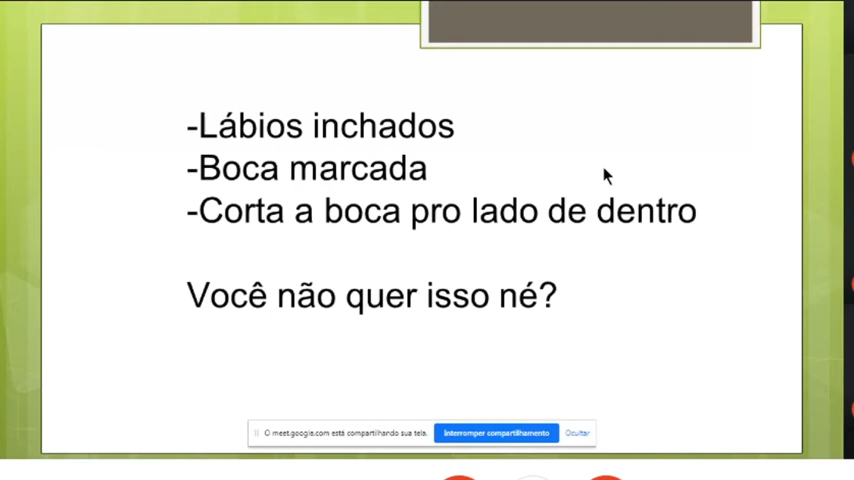 -Lábios inchados
-Boca marcada
-Corta a boca pro lado de dentro
Você não quer isso né?
O meet.google.com está compartilhando sua tela. Interromper compartilhamento Ocultar